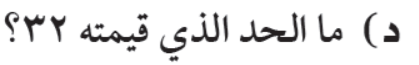 د) ما الحد الذي قيمته ٣٢؟